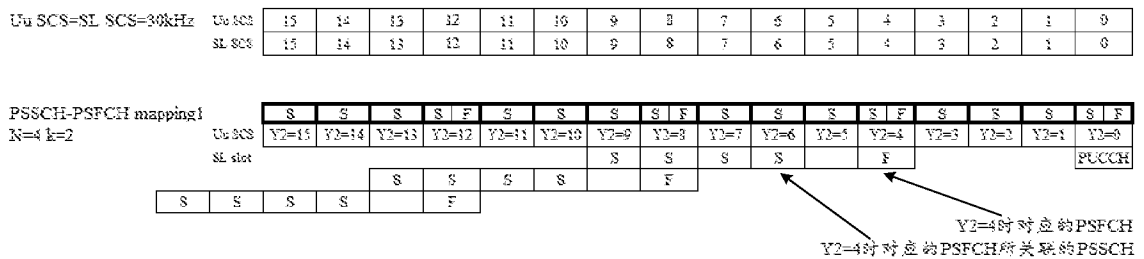 Uu SCS=SL SCS=30kHz Uu SCS 15 14 13 12 11 10 9 8 7 6 5 4 3 2 1 0
SL SCS 15 14 13 12 11 10 9 8 7 6 5 4 3 2 1 0
PSSCH-PSFCH mapping1 S S S S F S S S S F S S S S F S S S S F
N=4 k=2 Uu SCS Y2=15 Y2=14 Y2=13 Y2=12 Y2=11 Y2=10 Y2=9 Y2=8 Y2=7 Y2=6 Y2=5 Y2=4 Y2=3 Y2=2 Y2=1 Y2=0
SL slot S S S S F PUCCH
S S S S F
S S S S F
Y2=4时对应的PSFCH
Y2=4时对应的PSFCH所关联的PSSCH